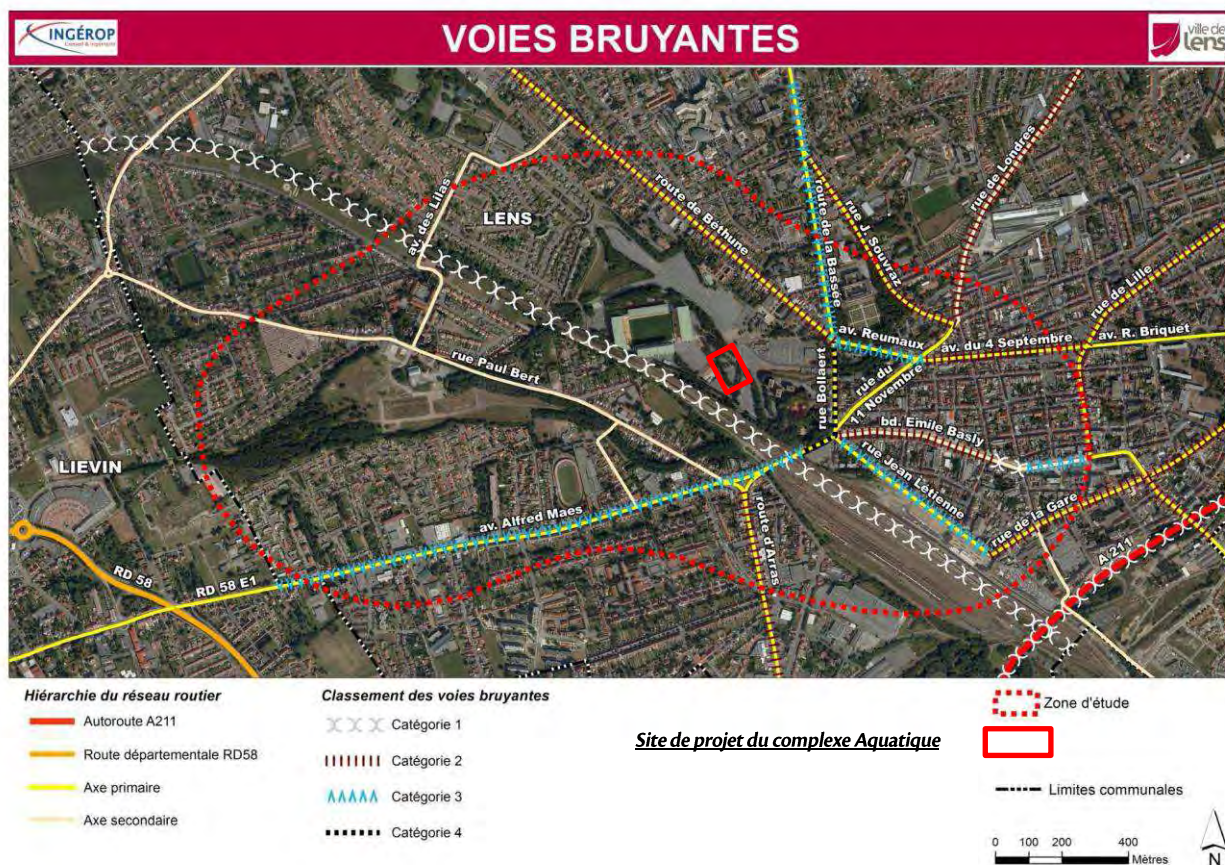 INGÉROP
Conseil & Ingénierie
VOIES BRUYANTES
ville de
lens
LENS
LIEVIN
av. des Lilas
route de Béthune
route de la Bassée
rue J. Souvraz
rue de Londres
rue de Lille
av. Reumaux
av. du 4 Septembre
av. R. Briquet
rue Paul Bert
rue Bollaert
rue du
11 Novembre
bd. Emile Basly
rue Jean Létienne
rue de la Gare
av. Alfred Maes
route d'Arras
A 211
RD 58
RD 58 E1
Hiérarchie du réseau routier
Autoroute A211
Route départementale RD58
Axe primaire
Axe secondaire
Classement des voies bruyantes
Catégorie 1
Catégorie 2
Catégorie 3
Catégorie 4
Site de projet du complexe Aquatique
Zone d'étude
Limites communales
0 100 200 400
Mètres
N